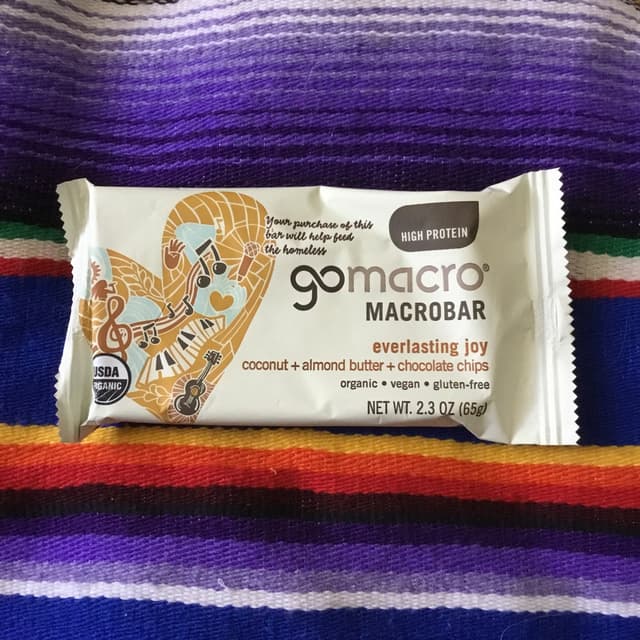 Your purchase of this
bar will help feed
the homeless
HIGH PROTEIN
gomacro®
MACROBAR
everlasting joy
coconut + almond butter + chocolate chips
organic • vegan • gluten-free
NET WT. 2.3 OZ (65g)
USDA
ORGANIC